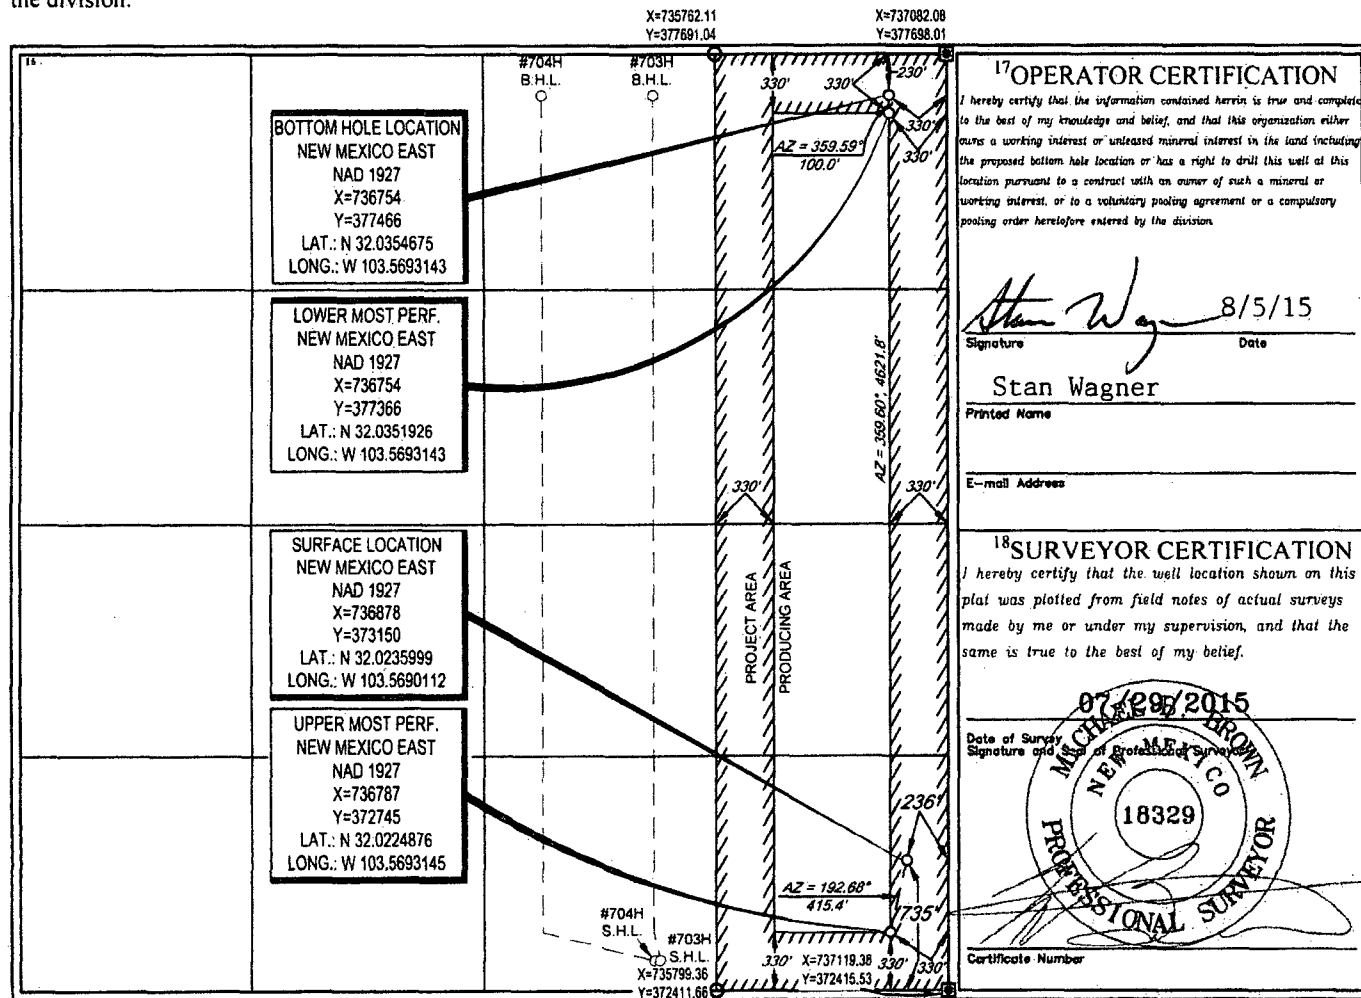 the division.
X=735762.11
Y=377691.04
X=737082.08
Y=377698.01
16
#704H
B.H.L.
#703H
B.H.L.
330'
330'
230'
330'
330'
AZ = 359.59°
100.0'
BOTTOM HOLE LOCATION
NEW MEXICO EAST
NAD 1927
X=736754
Y=377466
LAT.: N 32.0354675
LONG.: W 103.5693143
LOWER MOST PERF.
NEW MEXICO EAST
NAD 1927
X=736754
Y=377366
LAT.: N 32.0351926
LONG.: W 103.5693143
AZ = 359.60°, 4621.8'
330'
330'
SURFACE LOCATION
NEW MEXICO EAST
NAD 1927
X=736878
Y=373150
LAT.: N 32.0235999
LONG.: W 103.5690112
PROJECT AREA
PRODUCING AREA
UPPER MOST PERF.
NEW MEXICO EAST
NAD 1927
X=736787
Y=372745
LAT.: N 32.0224876
LONG.: W 103.5693145
236'
AZ = 192.68°
415.4'
735'
#704H
S.H.L.
#703H
S.H.L.
X=735799.36
Y=372411.66
330'
X=737119.38
Y=372415.53
330'
330'
17 OPERATOR CERTIFICATION
I hereby certify that the information contained herein is true and complete
to the best of my knowledge and belief, and that this organization either
owns a working interest or unleased mineral interest in the land including
the proposed bottom hole location or has a right to drill this well at this
location pursuant to a contract with an owner of such a mineral or
working interest, or to a voluntary pooling agreement or a compulsory
pooling order heretofore entered by the division
Stan Wagner 8/5/15
Signature Date
Stan Wagner
Printed Name
E-mail Address
18 SURVEYOR CERTIFICATION
I hereby certify that the well location shown on this
plat was plotted from field notes of actual surveys
made by me or under my supervision, and that the
same is true to the best of my belief.
07/29/2015
Date of Survey
Signature and Seal of Professional Surveyor
MICHAEL B. BROWN
NEW MEXICO
18329
PROFESSIONAL SURVEYOR
Certificate Number